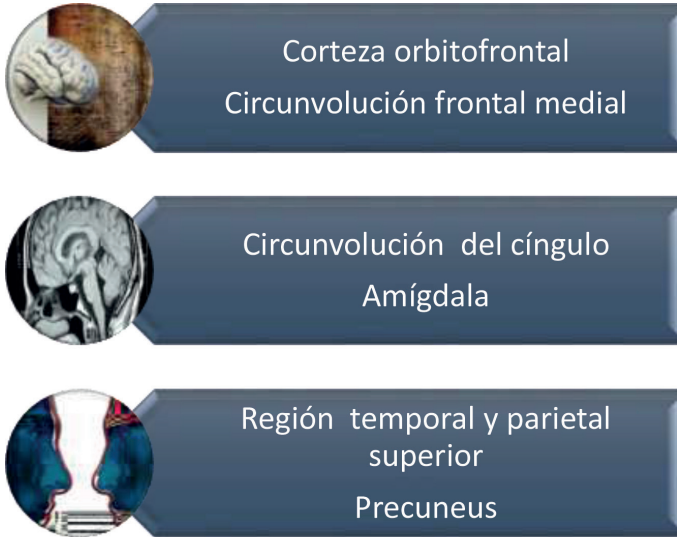 Corteza orbitofrontal
Circunvolución frontal medial
Circunvolución  del cíngulo
Amígdala
Región  temporal y parietal
superior
Precuneus